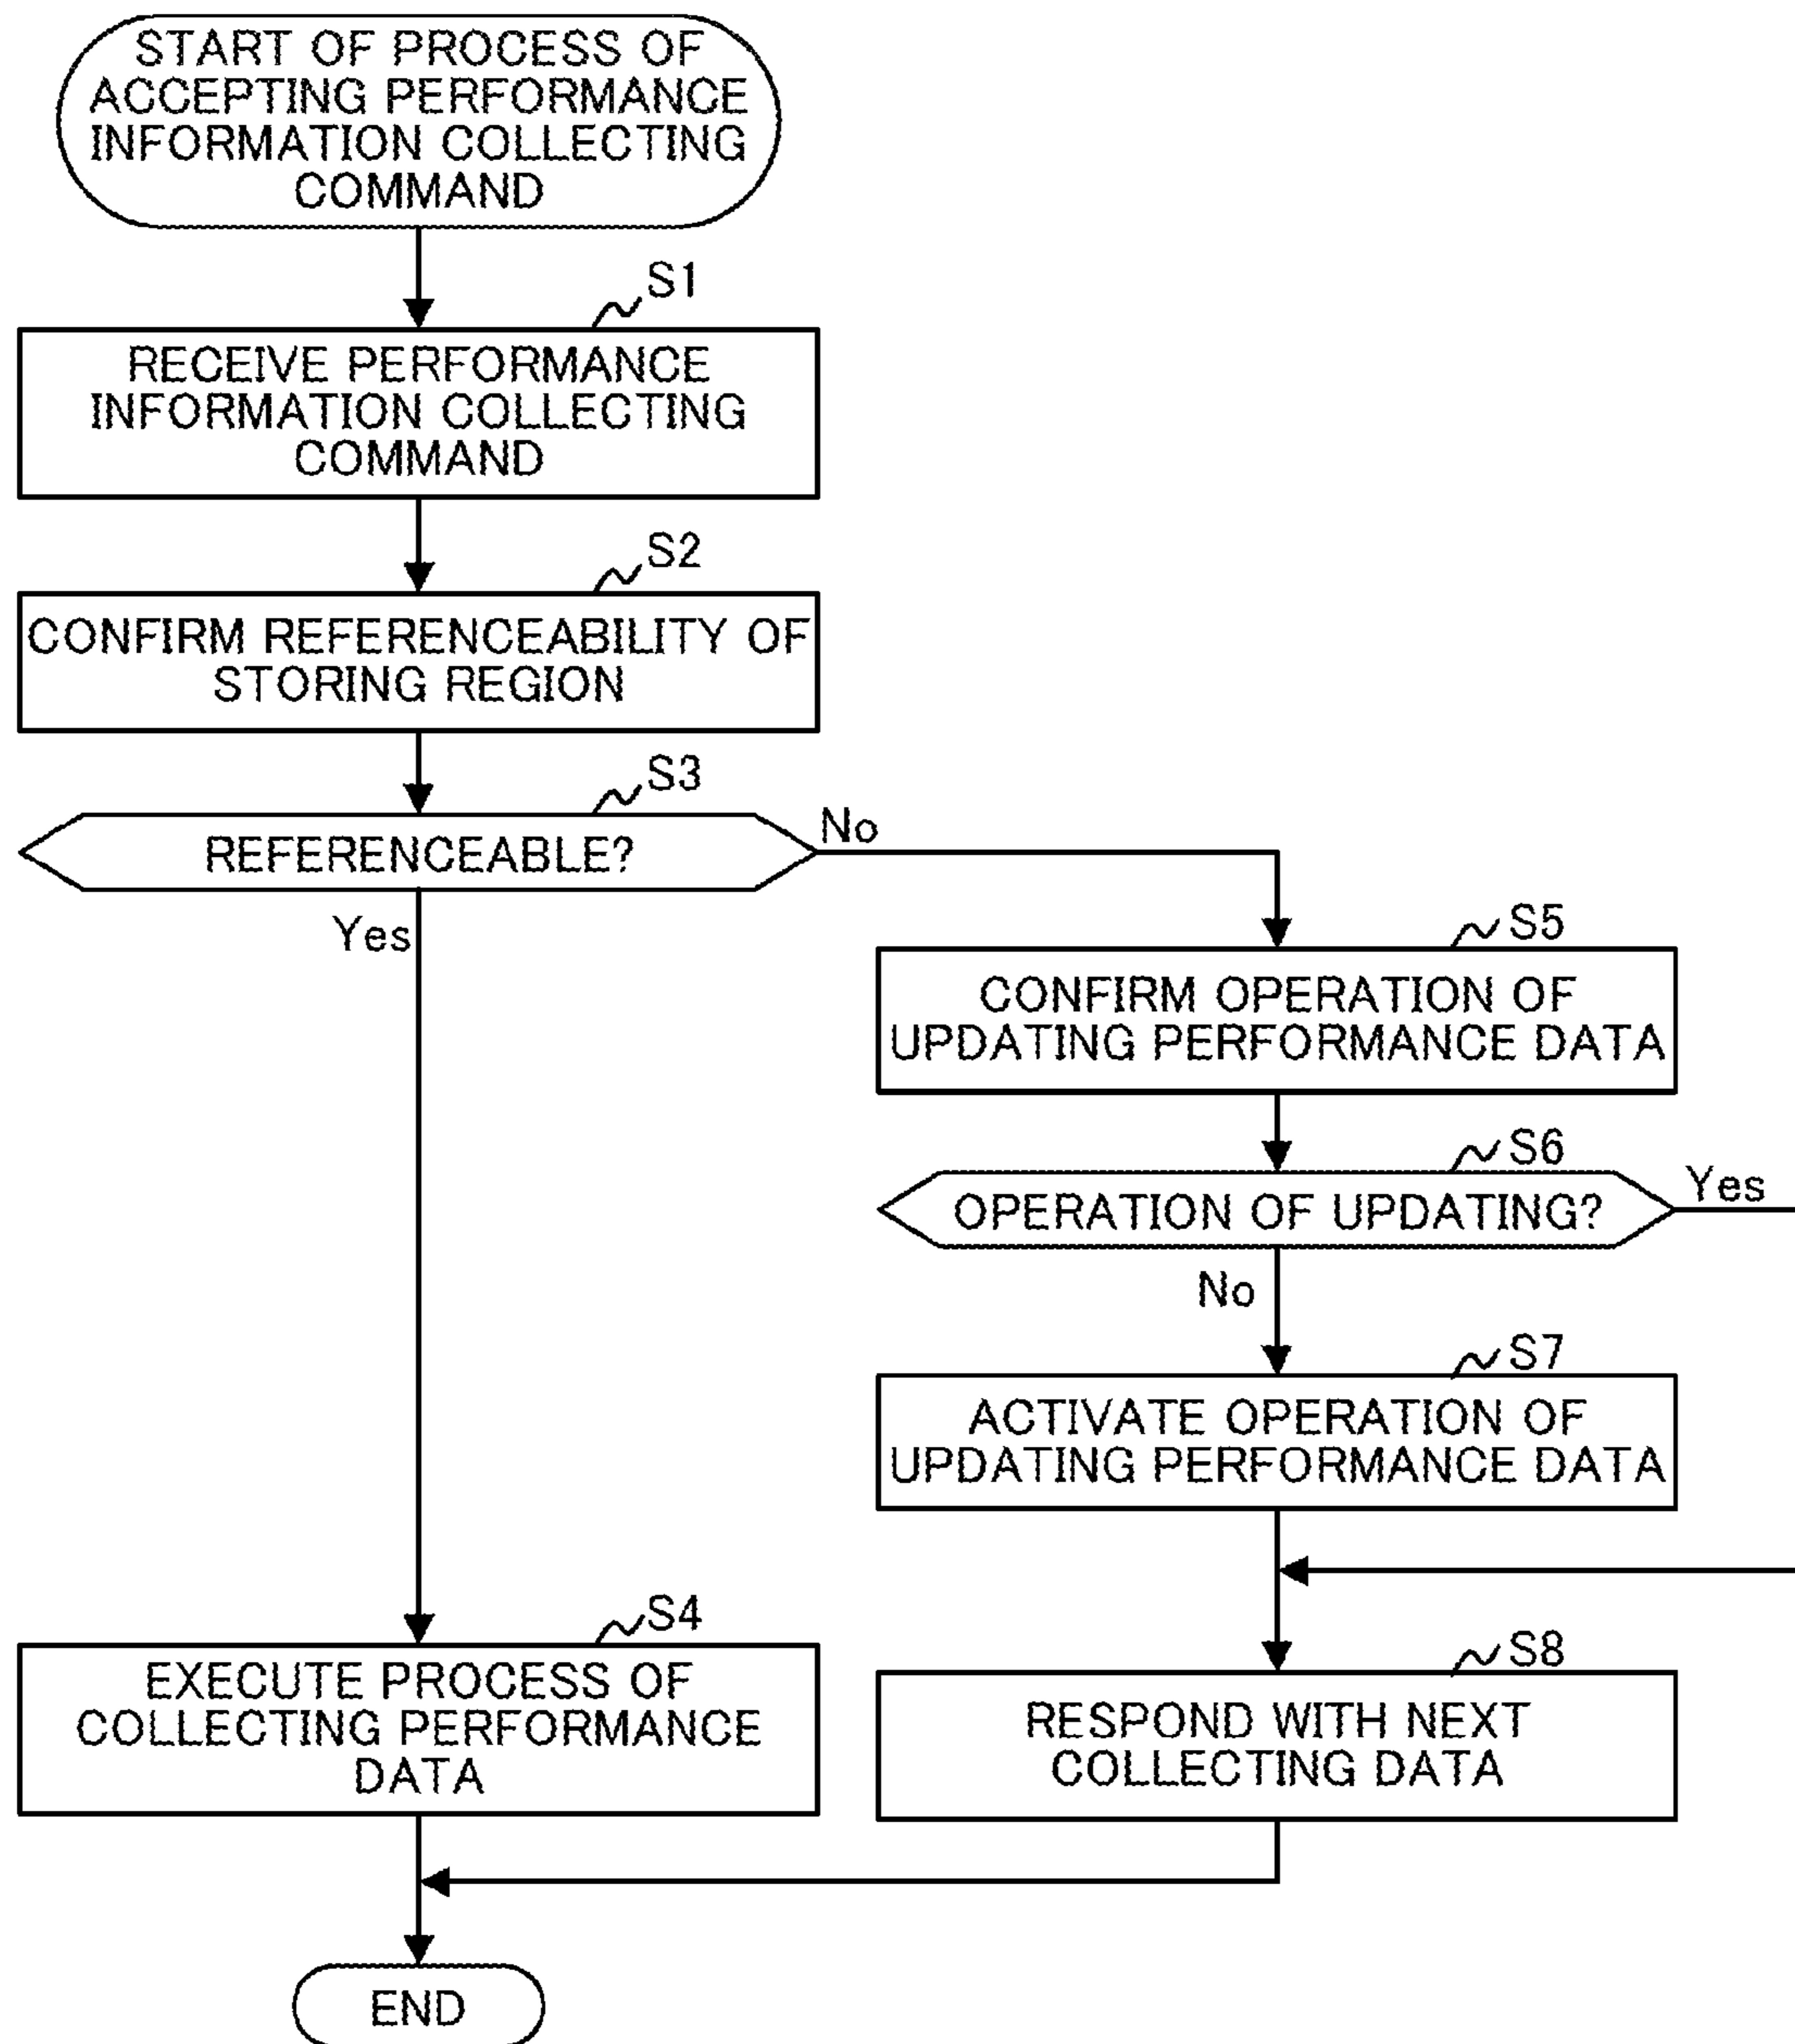 START OF PROCESS OF
ACCEPTING PERFORMANCE
INFORMATION COLLECTING
COMMAND
S1
RECEIVE PERFORMANCE
INFORMATION COLLECTING
COMMAND
S2
CONFIRM REFERENCEABILITY OF
STORING REGION
S3
REFERENCEABLE?
No
Yes
S5
CONFIRM OPERATION OF
UPDATING PERFORMANCE DATA
S6
OPERATION OF UPDATING?
Yes
No
S7
ACTIVATE OPERATION OF
UPDATING PERFORMANCE DATA
S4
EXECUTE PROCESS OF
COLLECTING PERFORMANCE
DATA
S8
RESPOND WITH NEXT
COLLECTING DATA
END